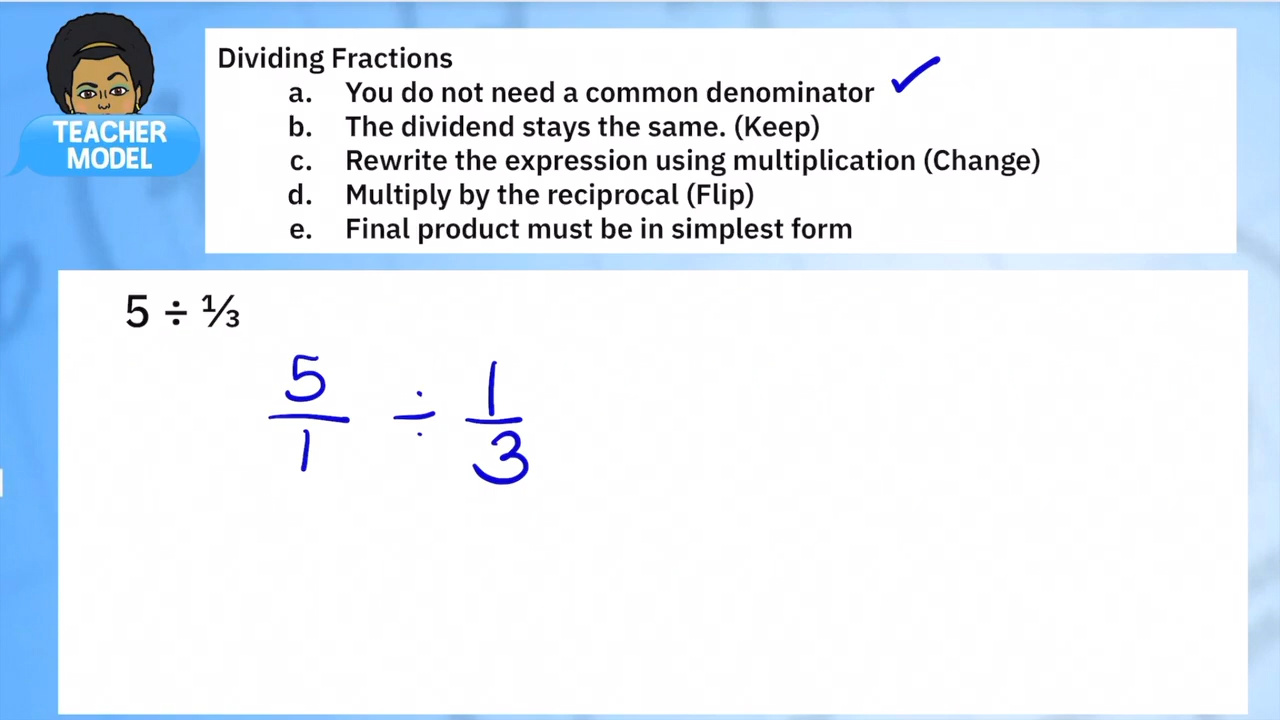 TEACHER
MODEL
Dividing Fractions
a. You do not need a common denominator ✓
b. The dividend stays the same. (Keep)
c. Rewrite the expression using multiplication (Change)
d. Multiply by the reciprocal (Flip)
e. Final product must be in simplest form
5 ÷ ⅓
5/1 ÷ 1/3